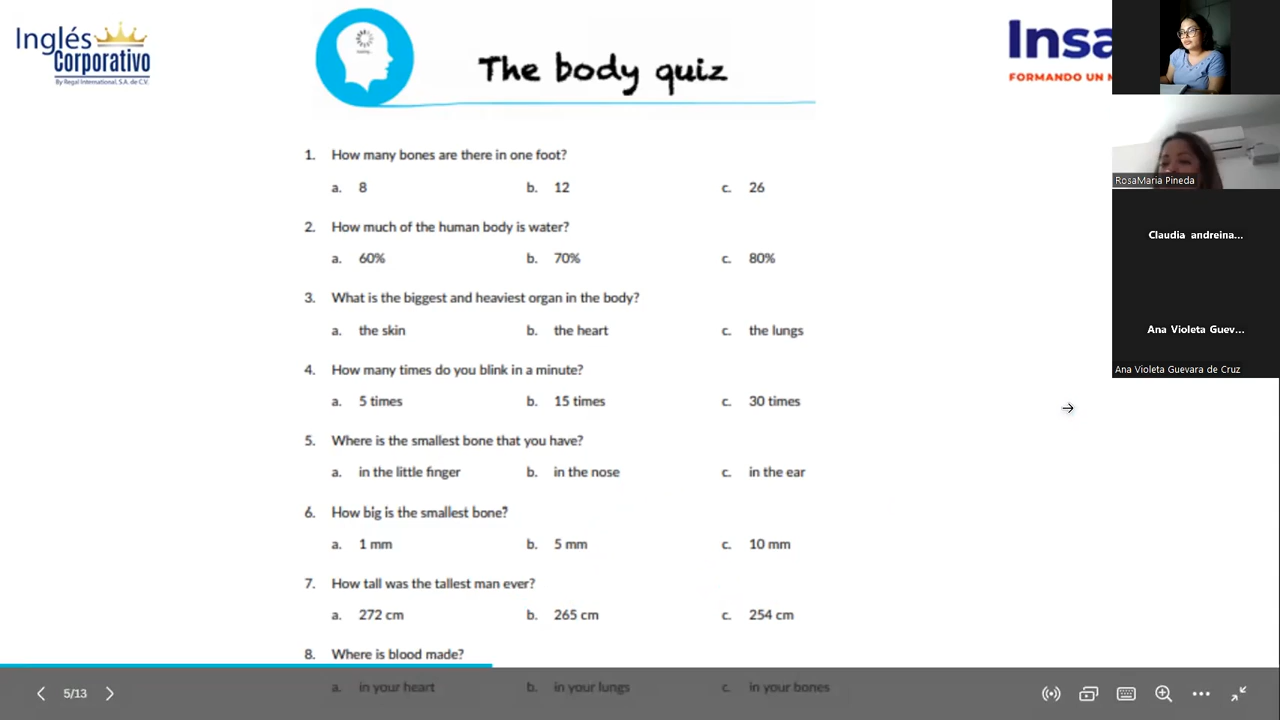 Inglés
Corporativo
By Regal International, S.A. de C.V.
loading...
The body quiz
Insa
FORMANDO UN
1. How many bones are there in one foot?
a. 8 b. 12 c. 26
2. How much of the human body is water?
a. 60% b. 70% c. 80%
3. What is the biggest and heaviest organ in the body?
a. the skin b. the heart c. the lungs
4. How many times do you blink in a minute?
a. 5 times b. 15 times c. 30 times
5. Where is the smallest bone that you have?
a. in the little finger b. in the nose c. in the ear
6. How big is the smallest bone?
a. 1 mm b. 5 mm c. 10 mm
7. How tall was the tallest man ever?
a. 272 cm b. 265 cm c. 254 cm
8. Where is blood made?
a. in your heart b. in your lungs c. in your bones
RosaMaria Pineda
Claudia andreina...
Ana Violeta Guev...
Ana Violeta Guevara de Cruz
5/13